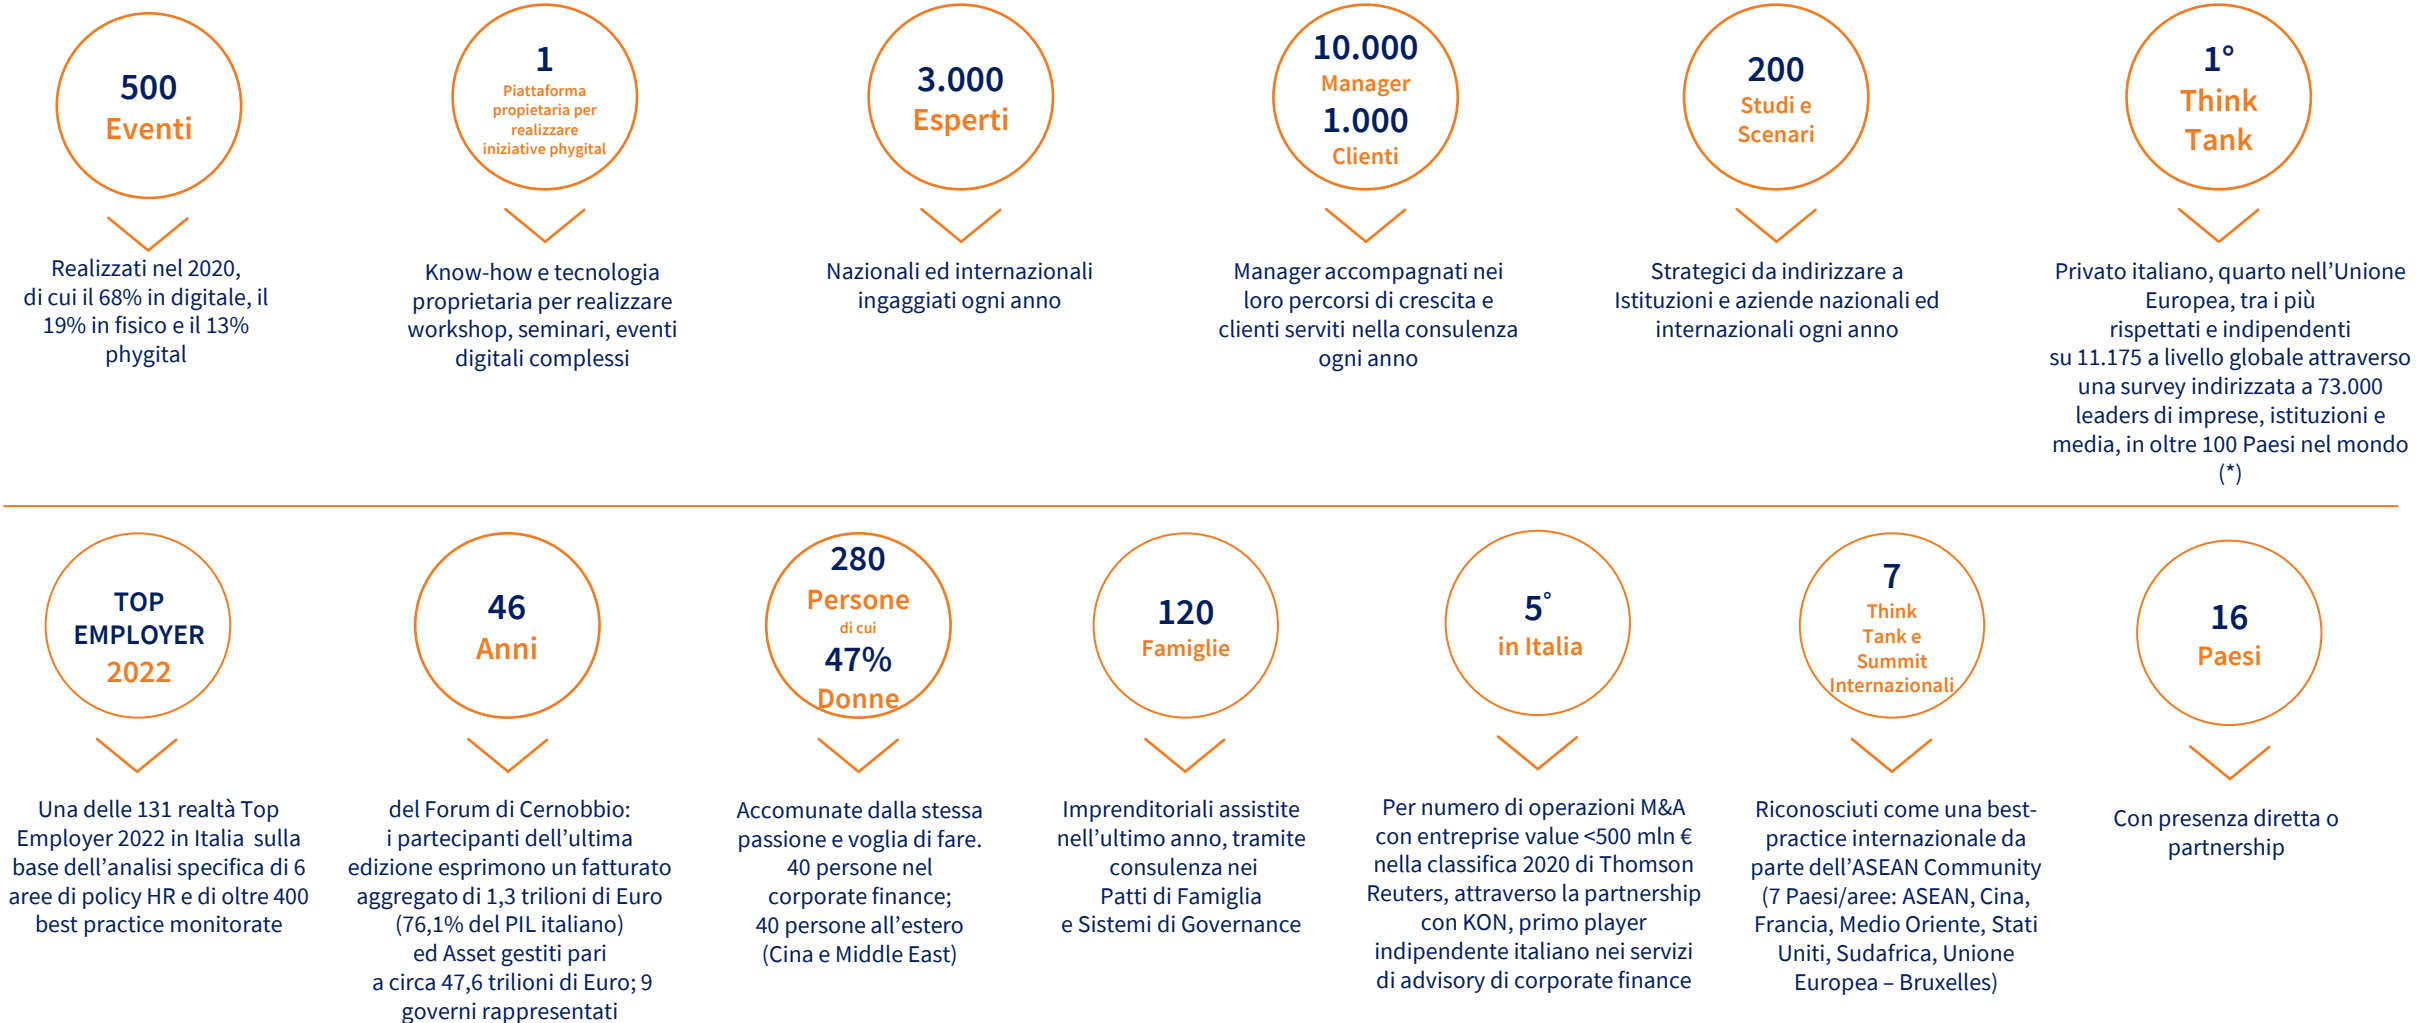 500
Eventi
Realizzati nel 2020,
di cui il 68% in digitale, il
19% in fisico e il 13%
phygital
1
Piattaforma
propietaria per
realizzare
iniziative phygital
Know-how e tecnologia
proprietaria per realizzare
workshop, seminari, eventi
digitali complessi
3.000
Esperti
Nazionali ed internazionali
ingaggiati ogni anno
10.000
Manager
1.000
Clienti
Manager accompagnati nei
loro percorsi di crescita e
clienti serviti nella consulenza
ogni anno
200
Studi e
Scenari
Strategici da indirizzare a
Istituzioni e aziende nazionali ed
internazionali ogni anno
1°
Think
Tank
Privato italiano, quarto nell'Unione
Europea, tra i più
rispettati e indipendenti
su 11.175 a livello globale attraverso
una survey indirizzata a 73.000
leaders di imprese, istituzioni e
media, in oltre 100 Paesi nel mondo
(*)
TOP
EMPLOYER
2022
Una delle 131 realtà Top
Employer 2022 in Italia sulla
base dell'analisi specifica di 6
aree di policy HR e di oltre 400
best practice monitorate
46
Anni
del Forum di Cernobbio:
i partecipanti dell'ultima
edizione esprimono un fatturato
aggregato di 1,3 trilioni di Euro
(76,1% del PIL italiano)
ed Asset gestiti pari
a circa 47,6 trilioni di Euro; 9
governi rappresentati
280
Persone
di cui
47%
Donne
Accomunate dalla stessa
passione e voglia di fare.
40 persone nel
corporate finance;
40 persone all'estero
(Cina e Middle East)
120
Famiglie
Imprenditoriali assistite
nell'ultimo anno, tramite
consulenza nei
Patti di Famiglia
e Sistemi di Governance
5°
in Italia
Per numero di operazioni M&A
con entreprise value <500 mln €
nella classifica 2020 di Thomson
Reuters, attraverso la partnership
con KON, primo player
indipendente italiano nei servizi
di advisory di corporate finance
7
Think
Tank e
Summit
Internazionali
Riconosciuti come una best-
practice internazionale da
parte dell'ASEAN Community
(7 Paesi/aree: ASEAN, Cina,
Francia, Medio Oriente, Stati
Uniti, Sudafrica, Unione
Europea – Bruxelles)
16
Paesi
Con presenza diretta o
partnership